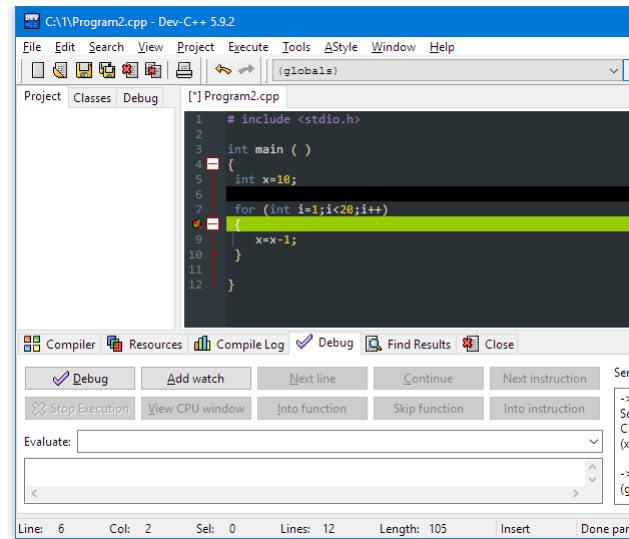 C:\1\Program2.cpp - Dev-C++ 5.9.2
File Edit Search View Project Execute Tools AStyle Window Help
(globals)
Project Classes Debug [*] Program2.cpp
1 # include <stdio.h>
2
3 int main ( )
4 {
5 int x=10;
6
7 for (int i=1;i<20;i++)
{
9 x=x-1;
10 }
11
12 }
Compiler Resources Compile Log Debug Find Results Close
Debug Add watch Next line Continue Next instruction
Stop Execution View CPU window Into function Skip function Into instruction
Evaluate:
Line: 6 Col: 2 Sel: 0 Lines: 12 Length: 105 Insert Done